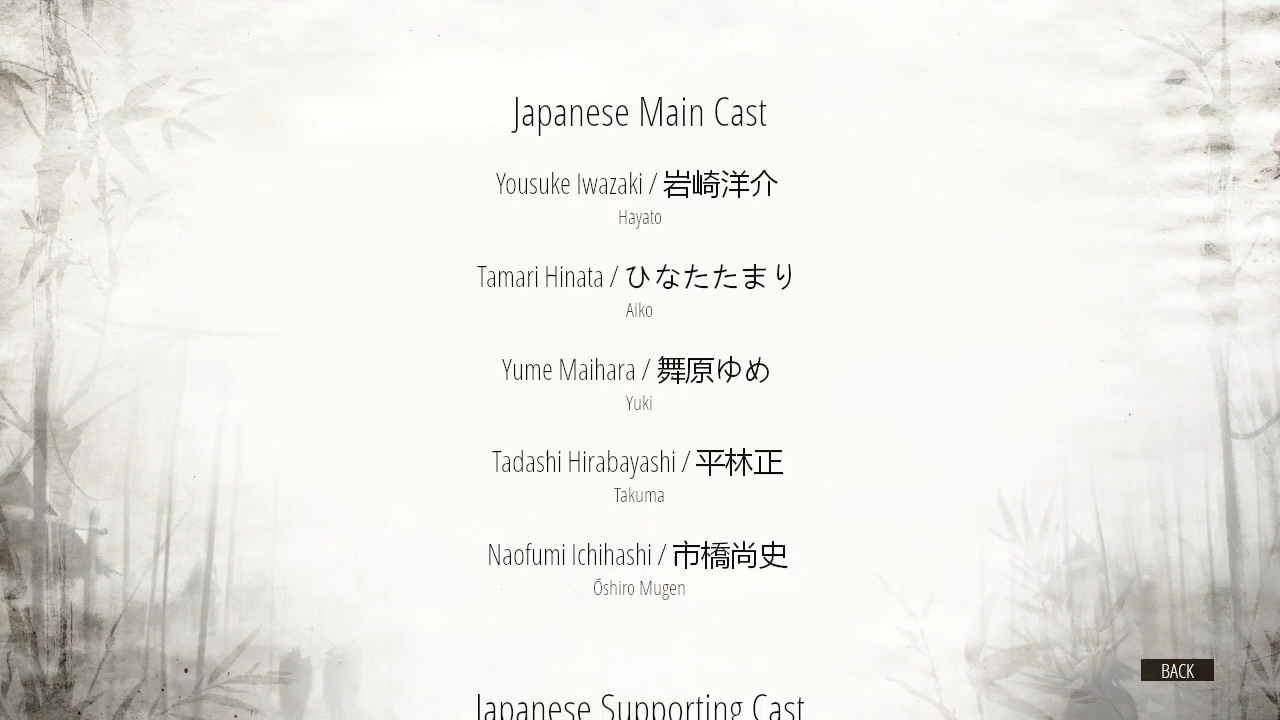 Japanese Main Cast
Yousuke Iwazaki / 岩崎洋介
Hayato
Tamari Hinata / ひなたたまり
Aiko
Yume Maihara / 舞原ゆめ
Yuki
Tadashi Hirabayashi / 平林正
Takuma
Naofumi Ichihashi / 市橋尚史
Ōshiro Mugen
BACK
Japanese Supporting Cast